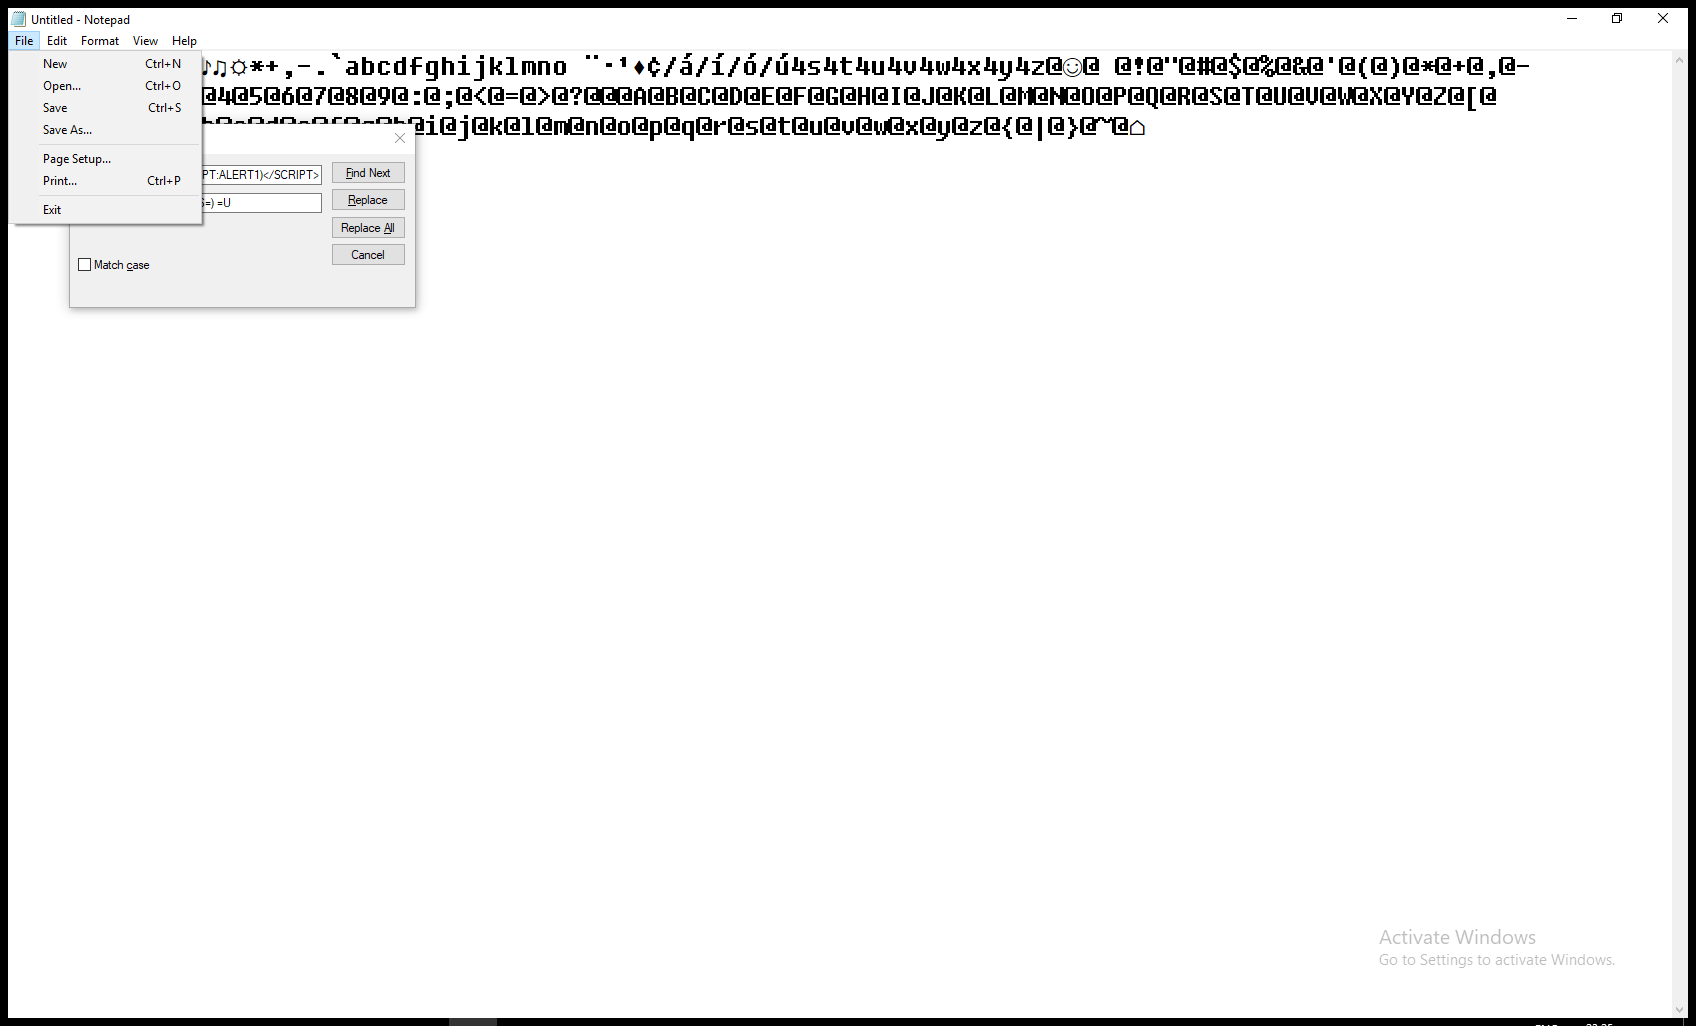 Untitled - Notepad
File Edit Format View Help
New Ctrl+N
Open... Ctrl+O
Save Ctrl+S
Save As...
Page Setup...
Print... Ctrl+P
Exit
♪♫☼*+,-.`abcdfghijklmno ¨·¹♦¢/á/í/ó/ú4s4t4u4v4w4x4y4z@☺@ @!@"@#@$@%@&@'@(@)@*@+@,@-
@4@5@6@7@8@9@:@;@<@=@>@?@@@A@B@C@D@E@F@G@H@I@J@K@L@M@N@O@P@Q@R@S@T@U@V@W@X@Y@Z@[@
@i@j@k@l@m@n@o@p@q@r@s@t@u@v@w@x@y@z@{@|@}@~@⌂
PT:ALERT1)</SCRIPT> Find Next
=) =U Replace
Replace All
Cancel
Match case
Activate Windows
Go to Settings to activate Windows.